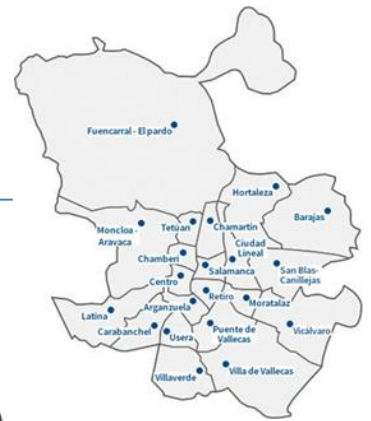 Fuencarral - El pardo
Hortaleza
Barajas
Moncloa -
Aravaca
Tetúan
Chamartín
Ciudad
Lineal
Chamberí
Salamanca
San Blas-
Canillejas
Centro
Retiro
Moratalaz
Arganzuela
Latina
Carabanchel
Usera
Puente de
Vallecas
Vicálvaro
Villaverde
Villa de Vallecas